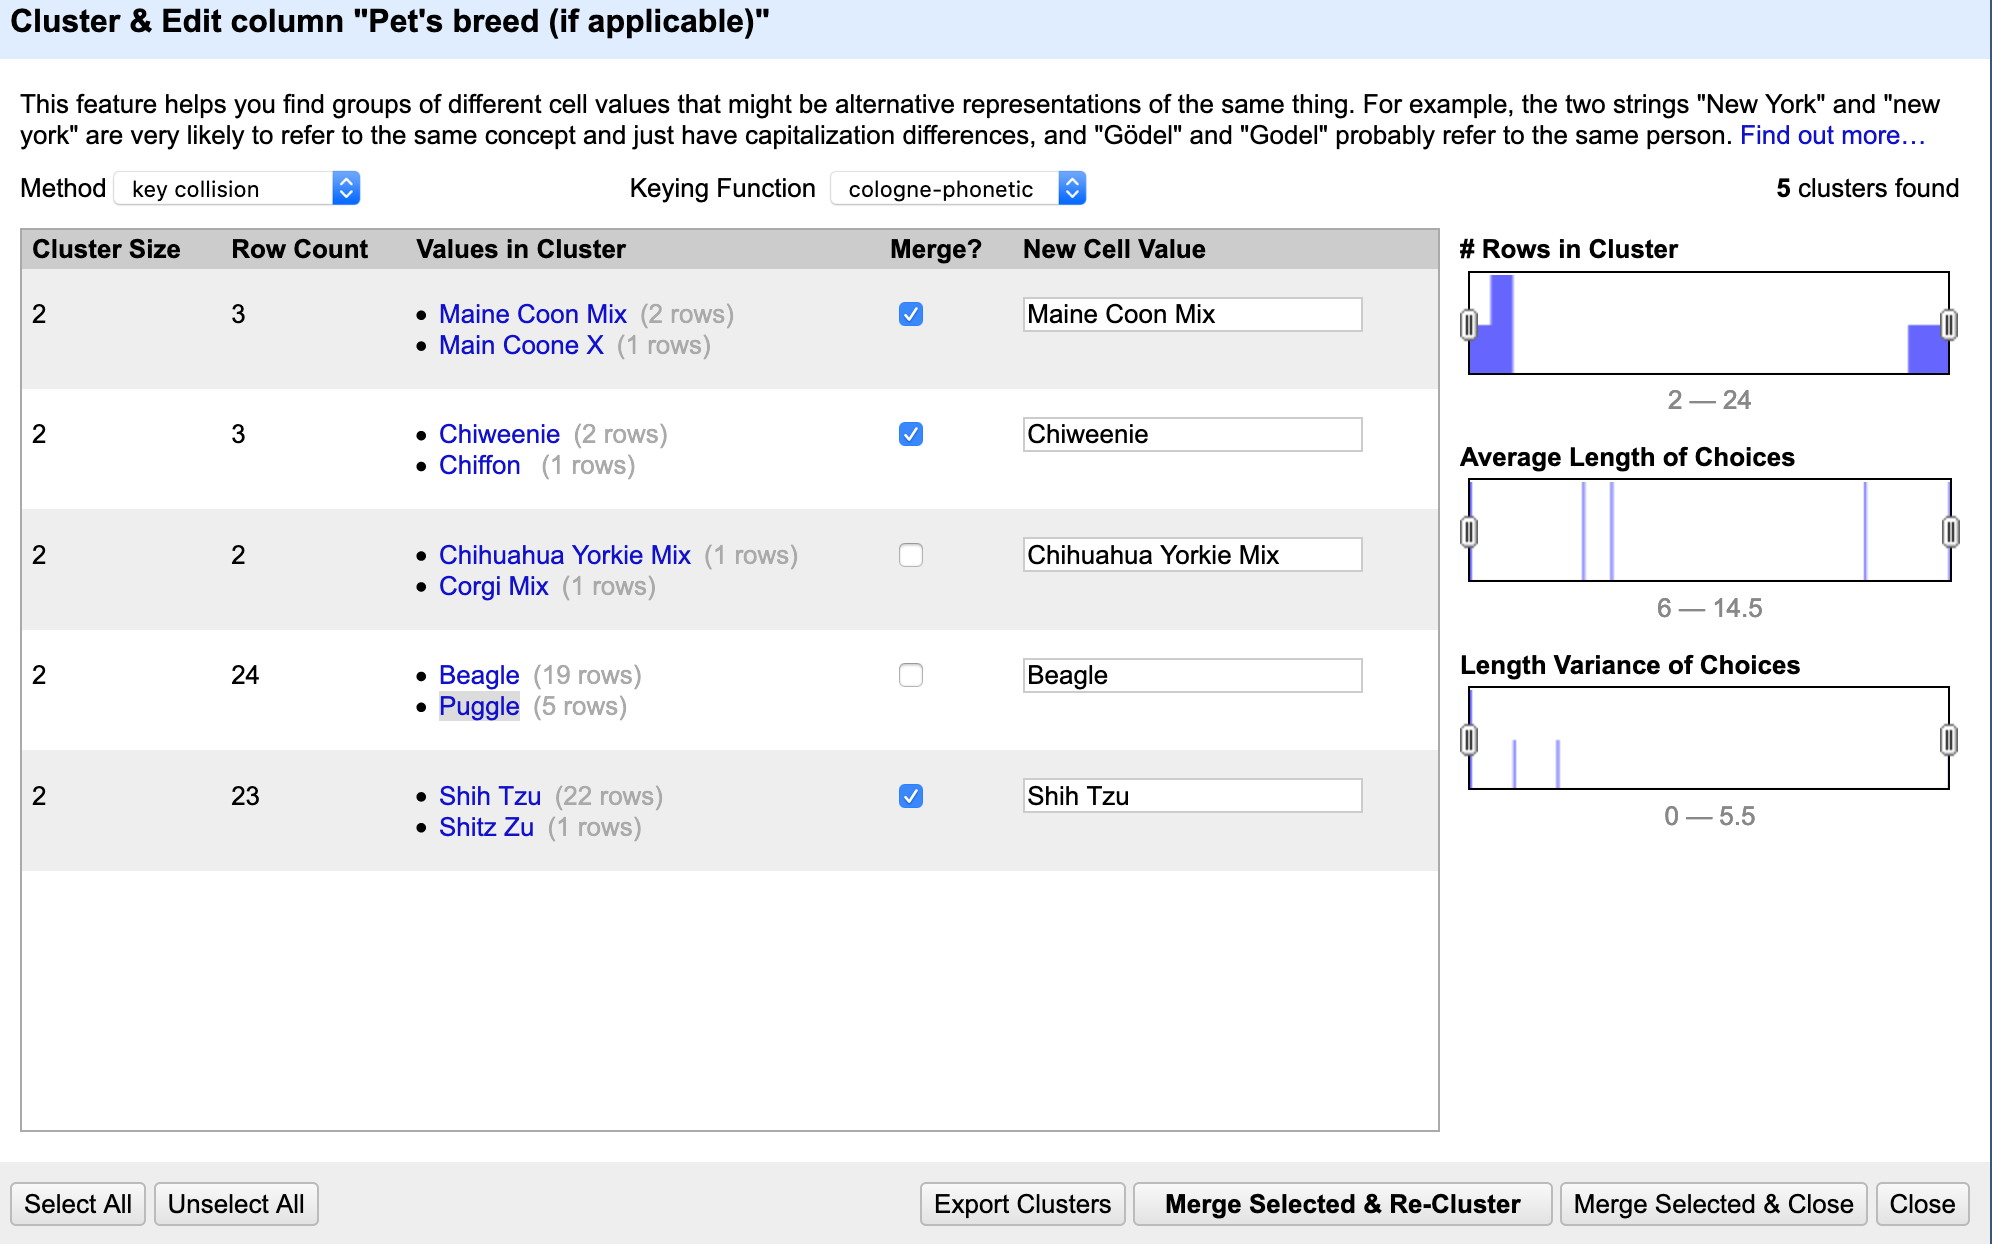 Cluster & Edit column "Pet's breed (if applicable)"
This feature helps you find groups of different cell values that might be alternative representations of the same thing. For example, the two strings "New York" and "new
york" are very likely to refer to the same concept and just have capitalization differences, and "Gödel" and "Godel" probably refer to the same person. Find out more…
Method key collision Keying Function cologne-phonetic 5 clusters found
Cluster Size Row Count Values in Cluster Merge? New Cell Value
2 3 • Maine Coon Mix (2 rows) Maine Coon Mix
• Main Coone X (1 rows)
2 3 • Chiweenie (2 rows) Chiweenie
• Chiffon (1 rows)
2 2 • Chihuahua Yorkie Mix (1 rows) Chihuahua Yorkie Mix
• Corgi Mix (1 rows)
2 24 • Beagle (19 rows) Beagle
• Puggle (5 rows)
2 23 • Shih Tzu (22 rows) Shih Tzu
• Shitz Zu (1 rows)
# Rows in Cluster
2 — 24
Average Length of Choices
6 — 14.5
Length Variance of Choices
0 — 5.5
Select All Unselect All Export Clusters Merge Selected & Re-Cluster Merge Selected & Close Close